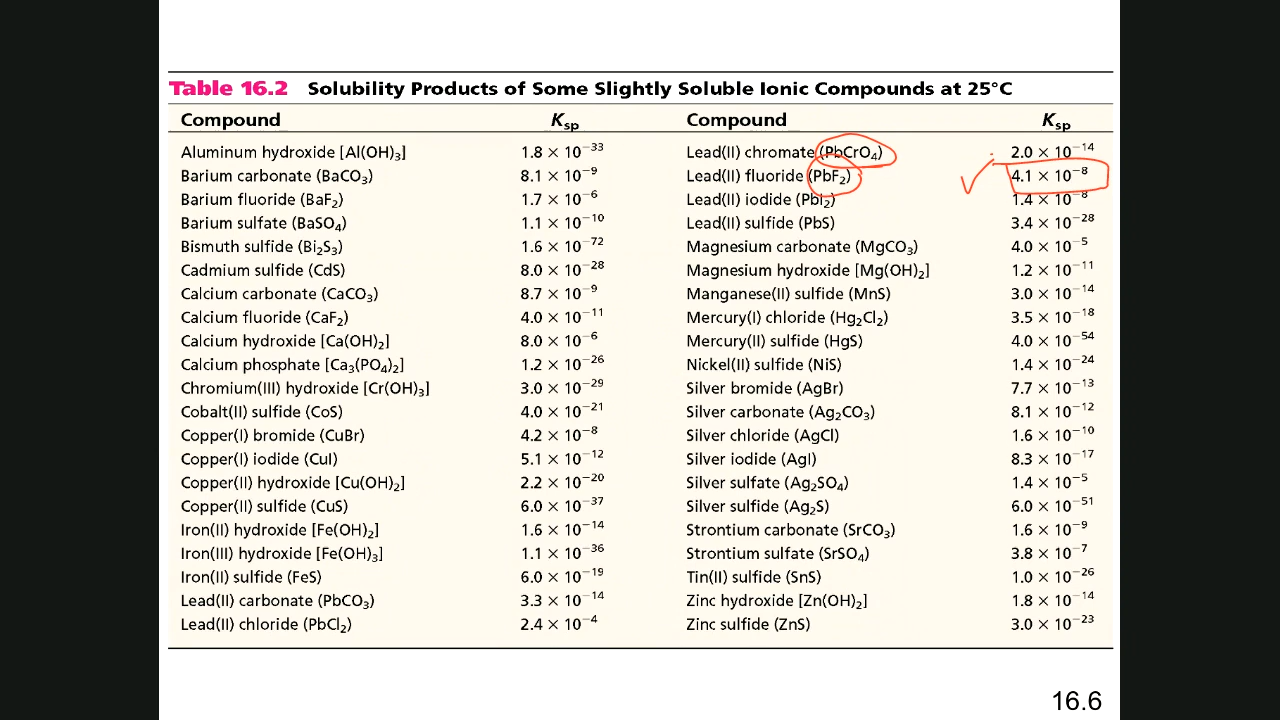 Table 16.2 Solubility Products of Some Slightly Soluble Ionic Compounds at 25°C
Compound Ksp Compound Ksp
Aluminum hydroxide [Al(OH)₃] 1.8 × 10⁻³³ Lead(II) chromate (PbCrO₄) 2.0 × 10⁻¹⁴
Barium carbonate (BaCO₃) 8.1 × 10⁻⁹ Lead(II) fluoride (PbF₂) 4.1 × 10⁻⁸
Barium fluoride (BaF₂) 1.7 × 10⁻⁶ Lead(II) iodide (PbI₂) 1.4 × 10⁻⁸
Barium sulfate (BaSO₄) 1.1 × 10⁻¹⁰ Lead(II) sulfide (PbS) 3.4 × 10⁻²⁸
Bismuth sulfide (Bi₂S₃) 1.6 × 10⁻⁷² Magnesium carbonate (MgCO₃) 4.0 × 10⁻⁵
Cadmium sulfide (CdS) 8.0 × 10⁻²⁸ Magnesium hydroxide [Mg(OH)₂] 1.2 × 10⁻¹¹
Calcium carbonate (CaCO₃) 8.7 × 10⁻⁹ Manganese(II) sulfide (MnS) 3.0 × 10⁻¹⁴
Calcium fluoride (CaF₂) 4.0 × 10⁻¹¹ Mercury(I) chloride (Hg₂Cl₂) 3.5 × 10⁻¹⁸
Calcium hydroxide [Ca(OH)₂] 8.0 × 10⁻⁶ Mercury(II) sulfide (HgS) 4.0 × 10⁻⁵⁴
Calcium phosphate [Ca₃(PO₄)₂] 1.2 × 10⁻²⁶ Nickel(II) sulfide (NiS) 1.4 × 10⁻²⁴
Chromium(III) hydroxide [Cr(OH)₃] 3.0 × 10⁻²⁹ Silver bromide (AgBr) 7.7 × 10⁻¹³
Cobalt(II) sulfide (CoS) 4.0 × 10⁻²¹ Silver carbonate (Ag₂CO₃) 8.1 × 10⁻¹²
Copper(I) bromide (CuBr) 4.2 × 10⁻⁸ Silver chloride (AgCl) 1.6 × 10⁻¹⁰
Copper(I) iodide (CuI) 5.1 × 10⁻¹² Silver iodide (AgI) 8.3 × 10⁻¹⁷
Copper(II) hydroxide [Cu(OH)₂] 2.2 × 10⁻²⁰ Silver sulfate (Ag₂SO₄) 1.4 × 10⁻⁵
Copper(II) sulfide (CuS) 6.0 × 10⁻³⁷ Silver sulfide (Ag₂S) 6.0 × 10⁻⁵¹
Iron(II) hydroxide [Fe(OH)₂] 1.6 × 10⁻¹⁴ Strontium carbonate (SrCO₃) 1.6 × 10⁻⁹
Iron(III) hydroxide [Fe(OH)₃] 1.1 × 10⁻³⁶ Strontium sulfate (SrSO₄) 3.8 × 10⁻⁷
Iron(II) sulfide (FeS) 6.0 × 10⁻¹⁹ Tin(II) sulfide (SnS) 1.0 × 10⁻²⁶
Lead(II) carbonate (PbCO₃) 3.3 × 10⁻¹⁴ Zinc hydroxide [Zn(OH)₂] 1.8 × 10⁻¹⁴
Lead(II) chloride (PbCl₂) 2.4 × 10⁻⁴ Zinc sulfide (ZnS) 3.0 × 10⁻²³
16.6